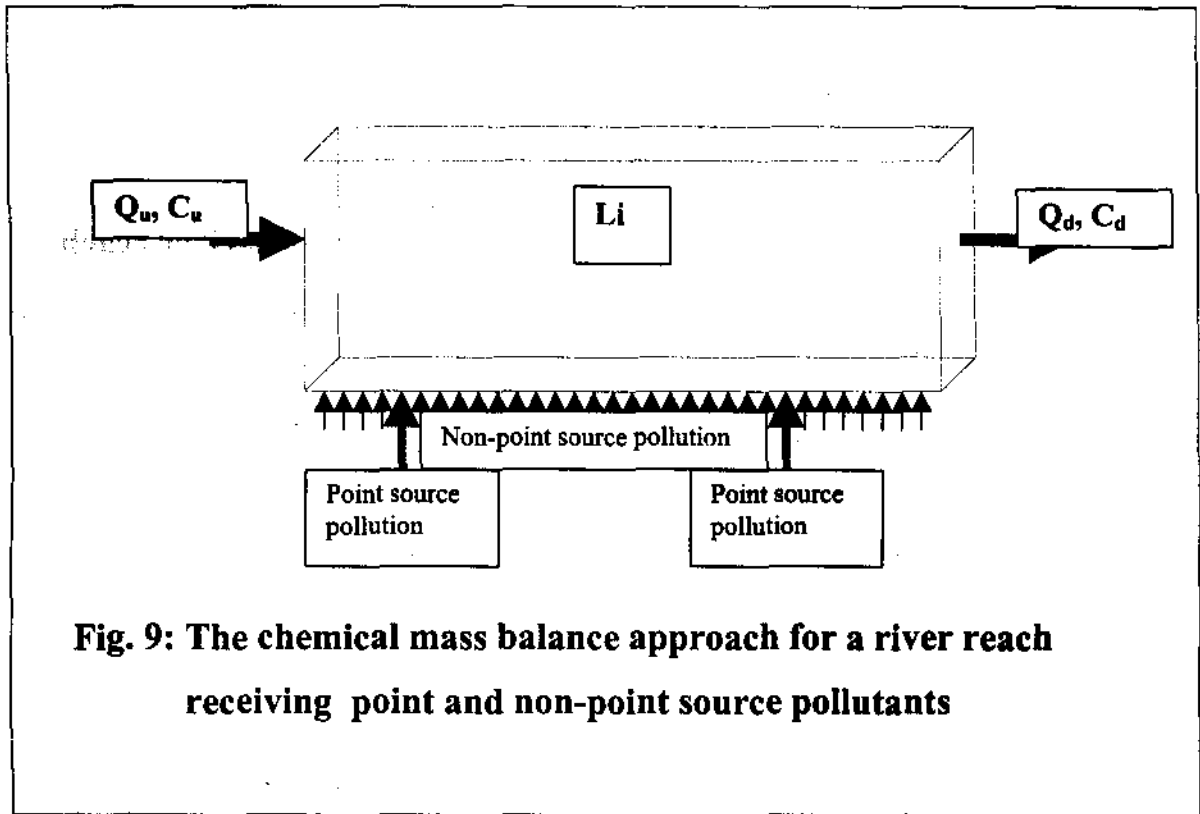 Qu, Cu
Li
Qd, Cd
Non-point source pollution
Point source
pollution
Point source
pollution
Fig. 9: The chemical mass balance approach for a river reach
receiving point and non-point source pollutants